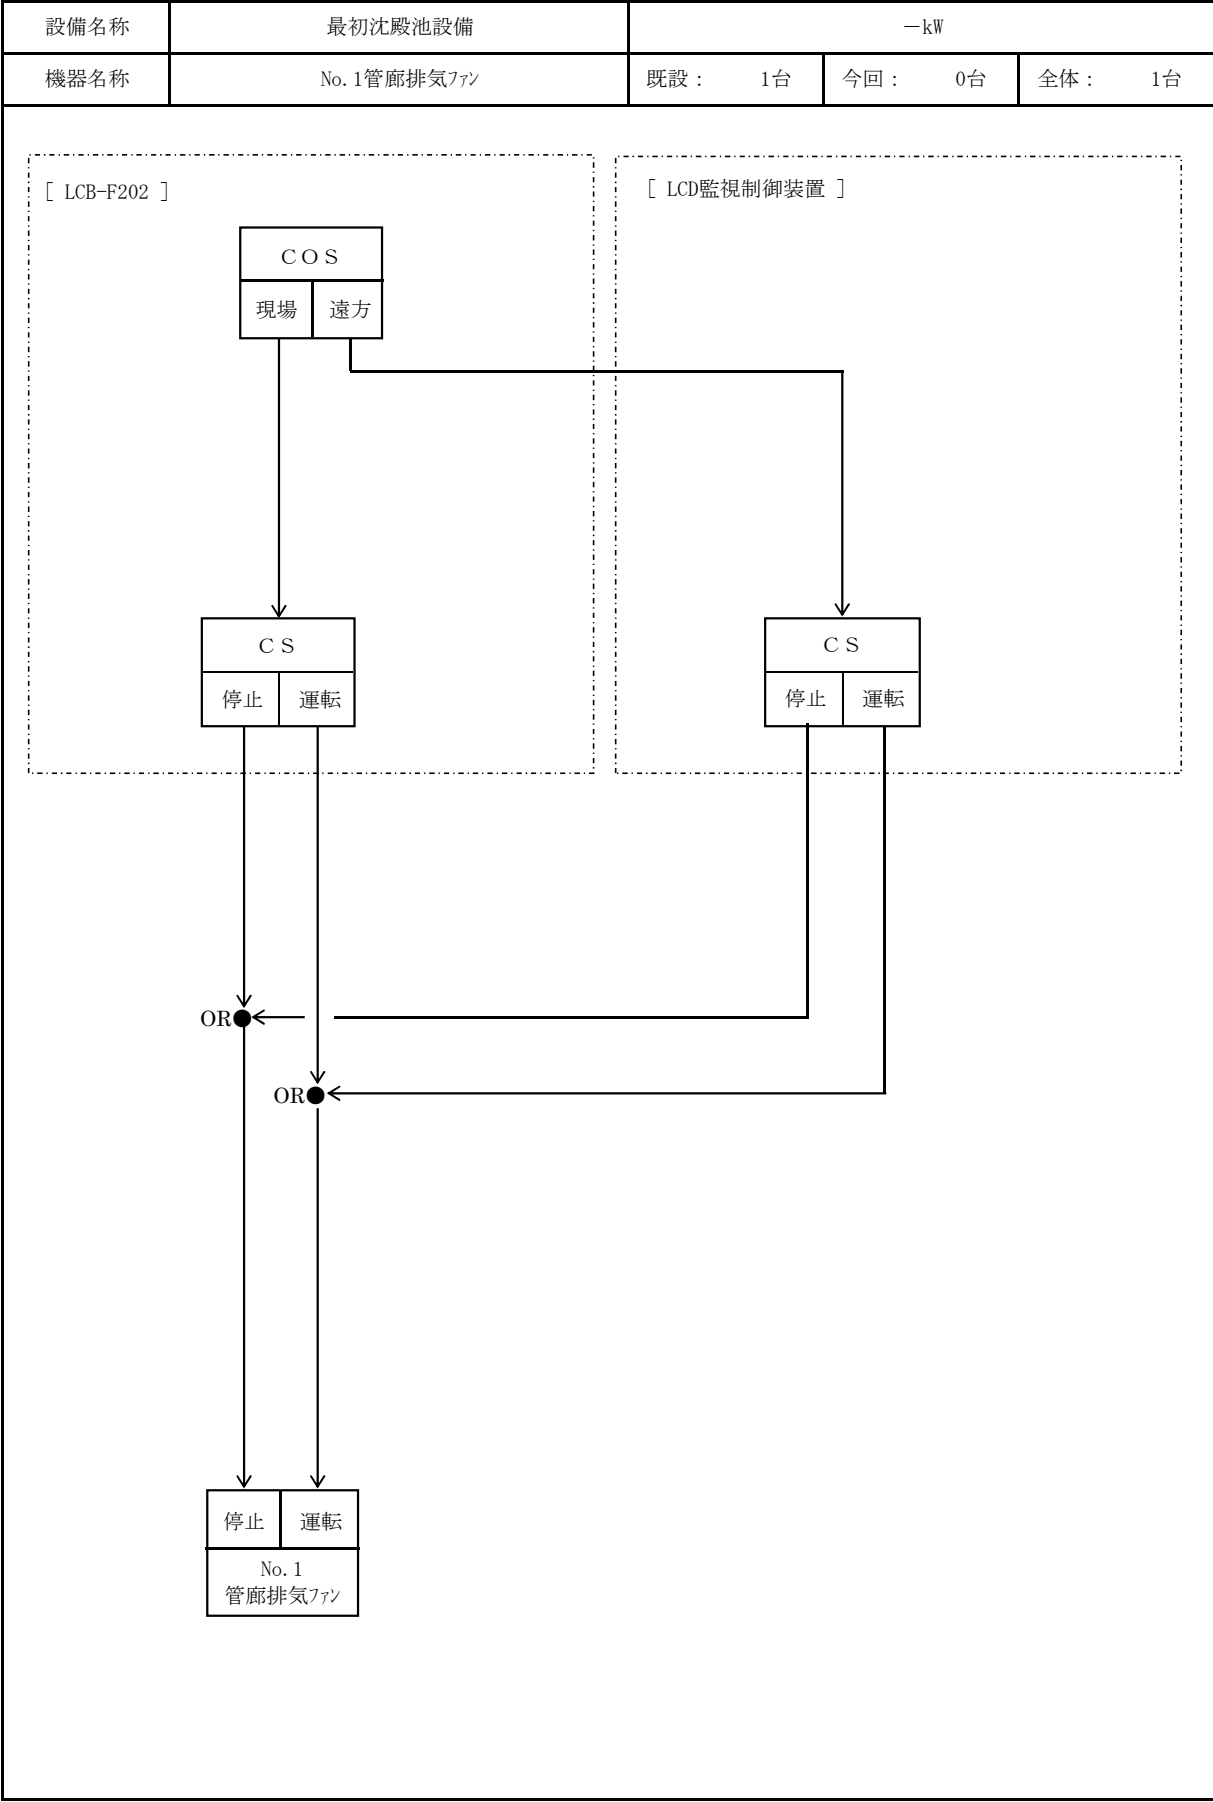 設備名称 最初沈殿池設備 －kW
機器名称 No.1管廊排気ﾌｧﾝ 既設： 1台 今回： 0台 全体： 1台
[ LCB-F202 ]
[ LCD監視制御装置 ]
ＣＯＳ
現場 遠方
ＣＳ
停止 運転
ＣＳ
停止 運転
OR
OR
停止 運転
No.1
管廊排気ﾌｧﾝ